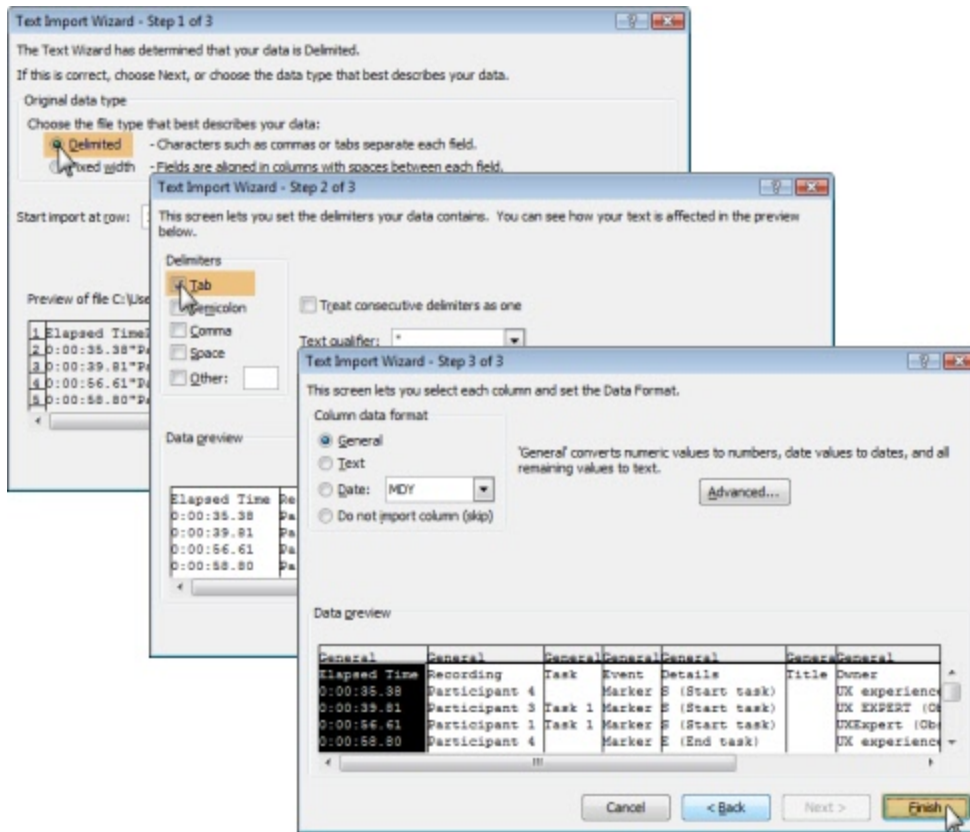 Text Import Wizard - Step 1 of 3
The Text Wizard has determined that your data is Delimited.
If this is correct, choose Next, or choose the data type that best describes your data.
Original data type
Choose the file type that best describes your data:
Delimited - Characters such as commas or tabs separate each field.
Fixed width - Fields are aligned in columns with spaces between each field.
Start import at row:
Preview of file C:\Use
1 Elapsed Time
2 0:00:35.38"Pa
3 0:00:39.81"Pa
4 0:00:56.61"Pa
5 0:00:58.80"Pa
Text Import Wizard - Step 2 of 3
This screen lets you set the delimiters your data contains. You can see how your text is affected in the preview
below.
Delimiters
Tab
Semicolon
Comma
Space
Other:
Treat consecutive delimiters as one
Text qualifier: "
Data preview
Elapsed Time Re
0:00:35.38 Pa
0:00:39.81 Pa
0:00:56.61 Pa
0:00:58.80 Pa
Text Import Wizard - Step 3 of 3
This screen lets you select each column and set the Data Format.
Column data format
General
Text
Date: MDY
Do not import column (skip)
'General' converts numeric values to numbers, date values to dates, and all
remaining values to text.
Advanced...
Data preview
General General General General General General General
Elapsed Time Recording Task Event Details Title Owner
0:00:35.38 Participant 4 Marker S (Start task) UX experience
0:00:39.81 Participant 3 Task 1 Marker S (Start task) UX EXPERT (Ob
0:00:56.61 Participant 1 Task 1 Marker S (Start task) UXExpert (Obs
0:00:58.80 Participant 4 Marker E (End task) UX experience
Cancel < Back Next > Finish